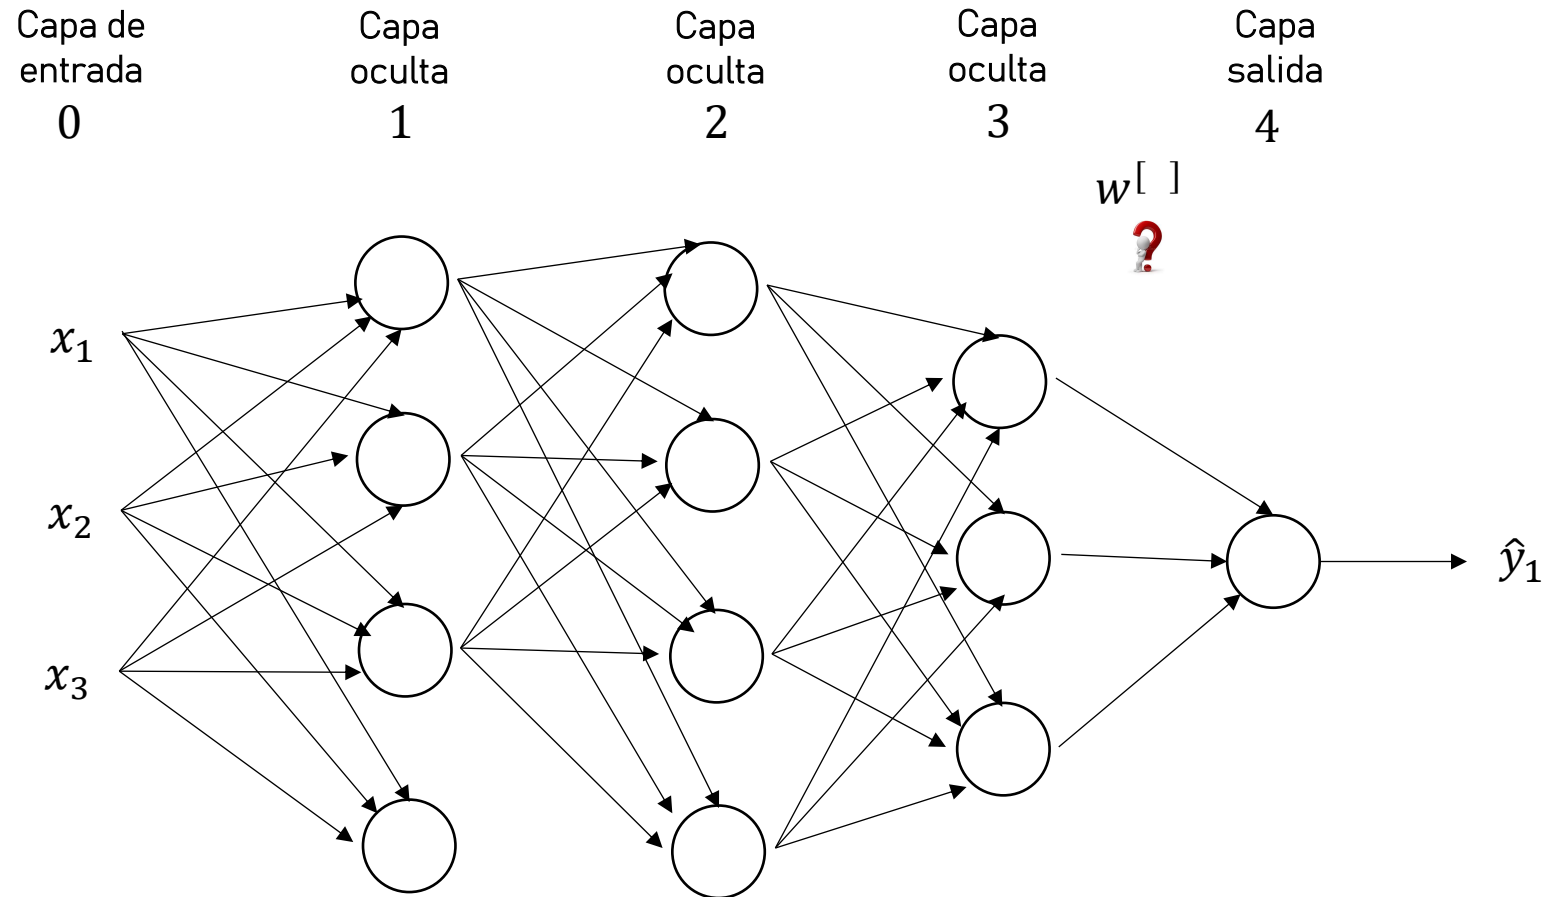 Capa de
entrada
0
Capa
oculta
1
Capa
oculta
2
Capa
oculta
3
Capa
salida
4
w^[ ]
?
x₁
x₂
x₃
ŷ₁